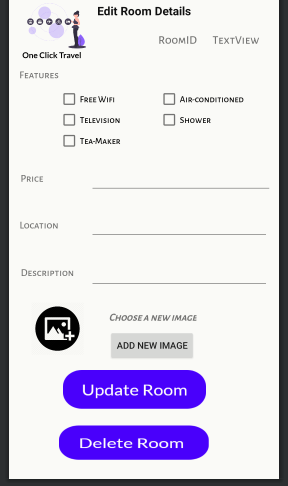 Edit Room Details
RoomID TextView
One Click Travel
Features
Free Wifi Air-conditioned
Television Shower
Tea-Maker
Price
Location
Description
Choose a new image
ADD NEW IMAGE
Update Room
Delete Room